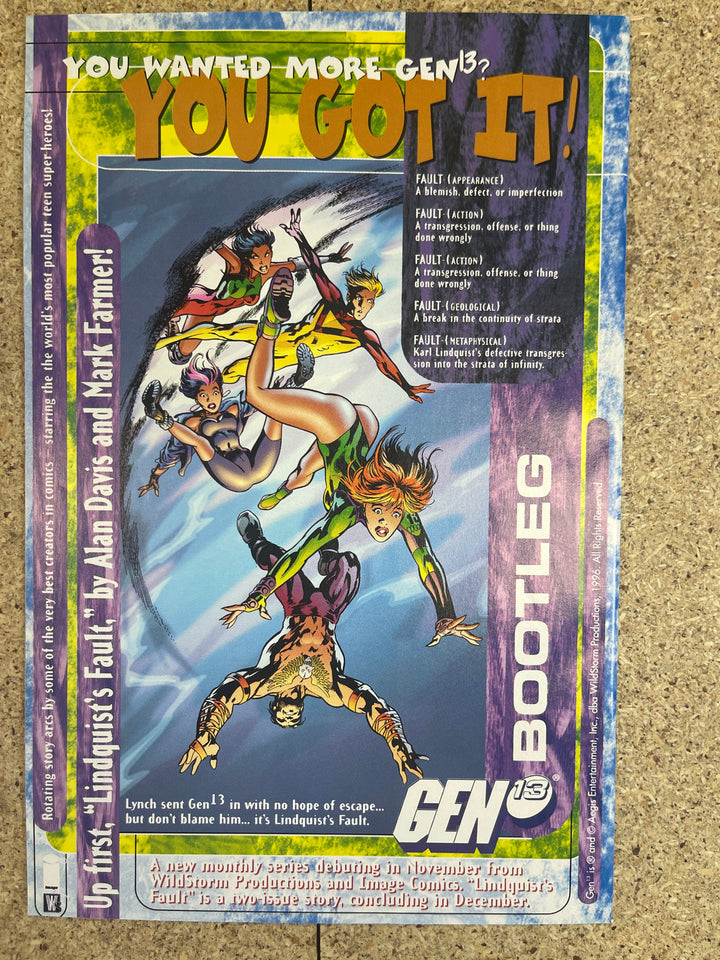 YOU WANTED MORE GEN13?
YOU GOT IT!
FAULT (APPEARANCE)
A blemish, defect, or imperfection
FAULT (ACTION)
A transgression, offense, or thing
done wrongly
FAULT (ACTION)
A transgression, offense, or thing
done wrongly
FAULT (GEOLOGICAL)
A break in the continuity of strata
FAULT (METAPHYSICAL)
Karl Lindquist's defective transgres-
sion into the strata of infinity.
Rotating story arcs by some of the very best creators in comics – starring the the world's most popular teen super-heroes!
Up first, "Lindquist's Fault," by Alan Davis and Mark Farmer!
Lynch sent Gen13 in with no hope of escape...
but don't blame him... it's Lindquist's Fault.
GEN13®
BOOTLEG
Gen13 is ® and © Aegis Entertainment, Inc., dba WildStorm Productions, 1996. All Rights Reserved.
A new monthly series debuting in November from
WildStorm Productions and Image Comics. "Lindquist's
Fault" is a two-issue story, concluding in December.
image
WS